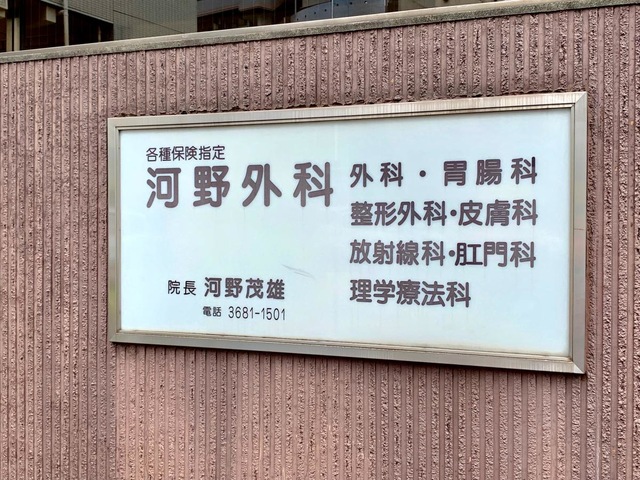 各種保険指定
河野外科
院長 河野茂雄
電話 3681-1501
外科・胃腸科
整形外科・皮膚科
放射線科・肛門科
理学療法科